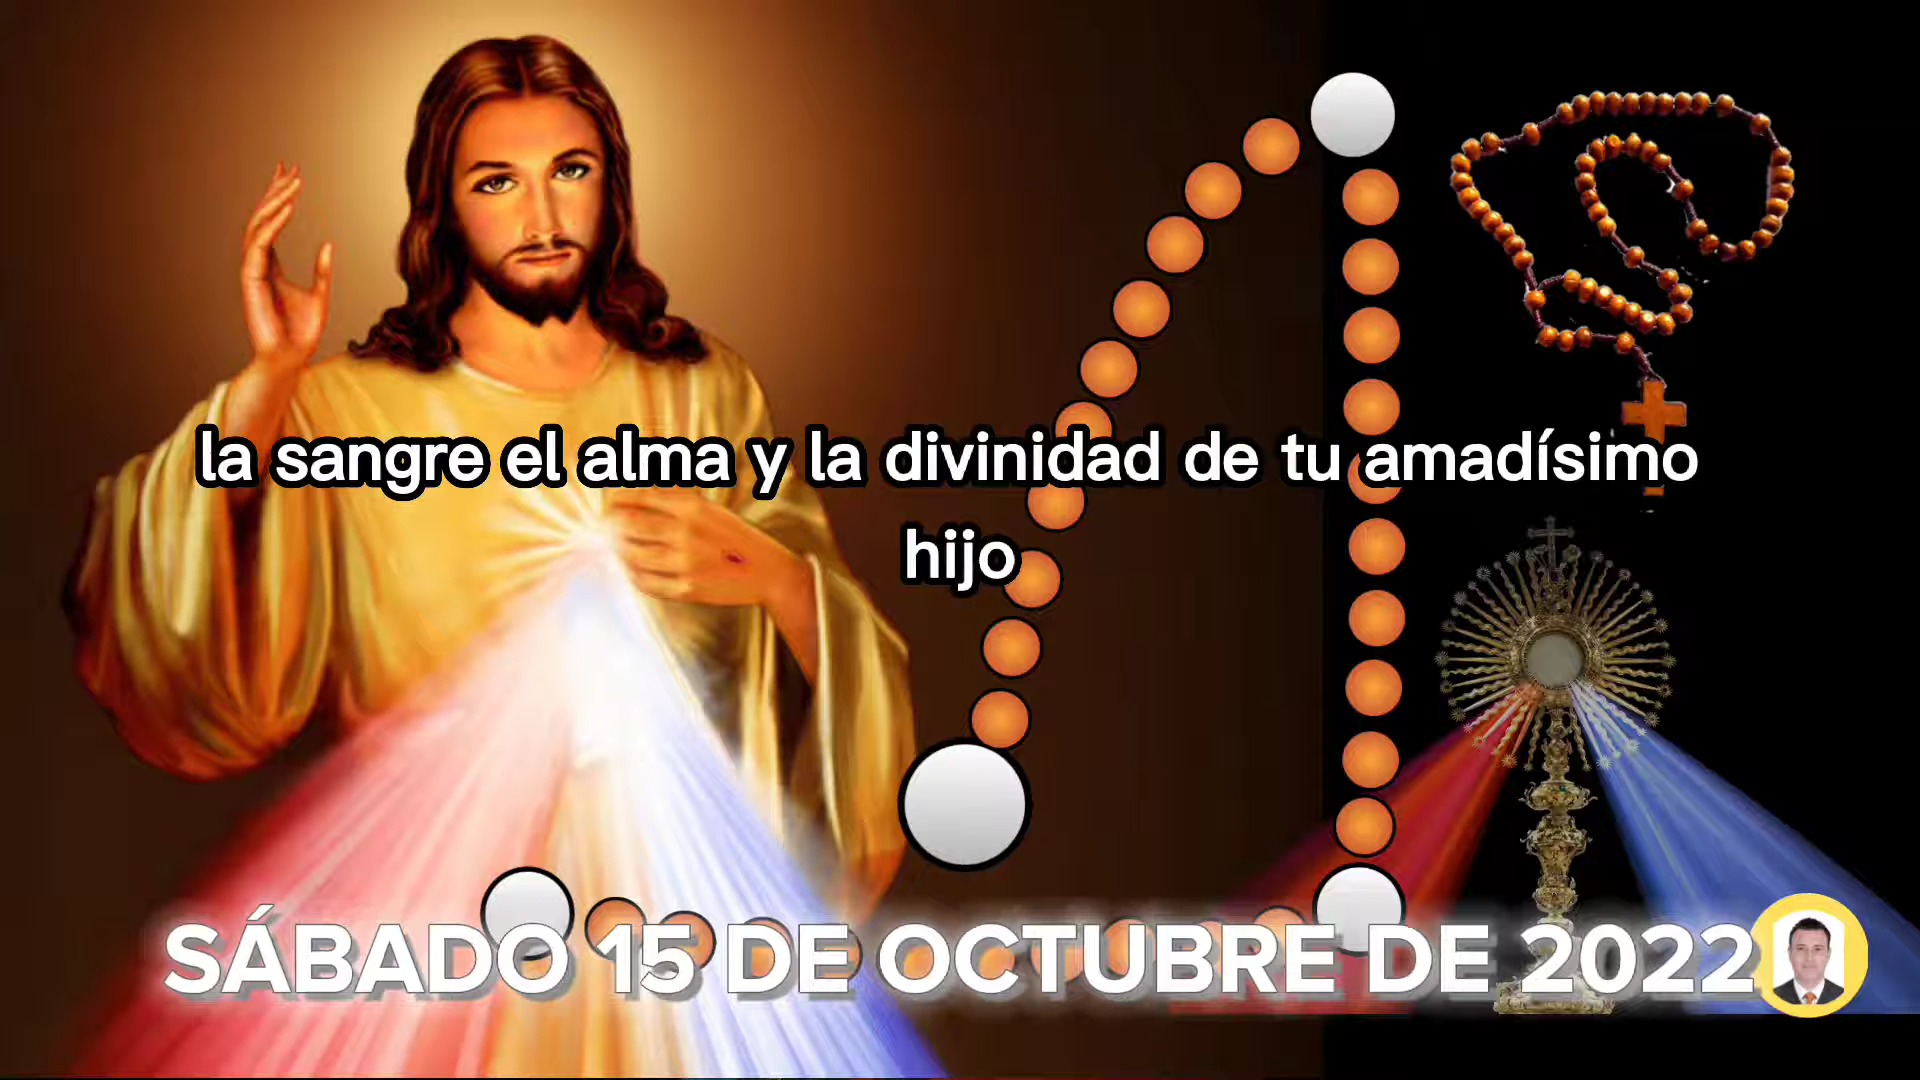 la sangre el alma y la divinidad de tu amadísimo
hijo
SÁBADO 15 DE OCTUBRE DE 2022